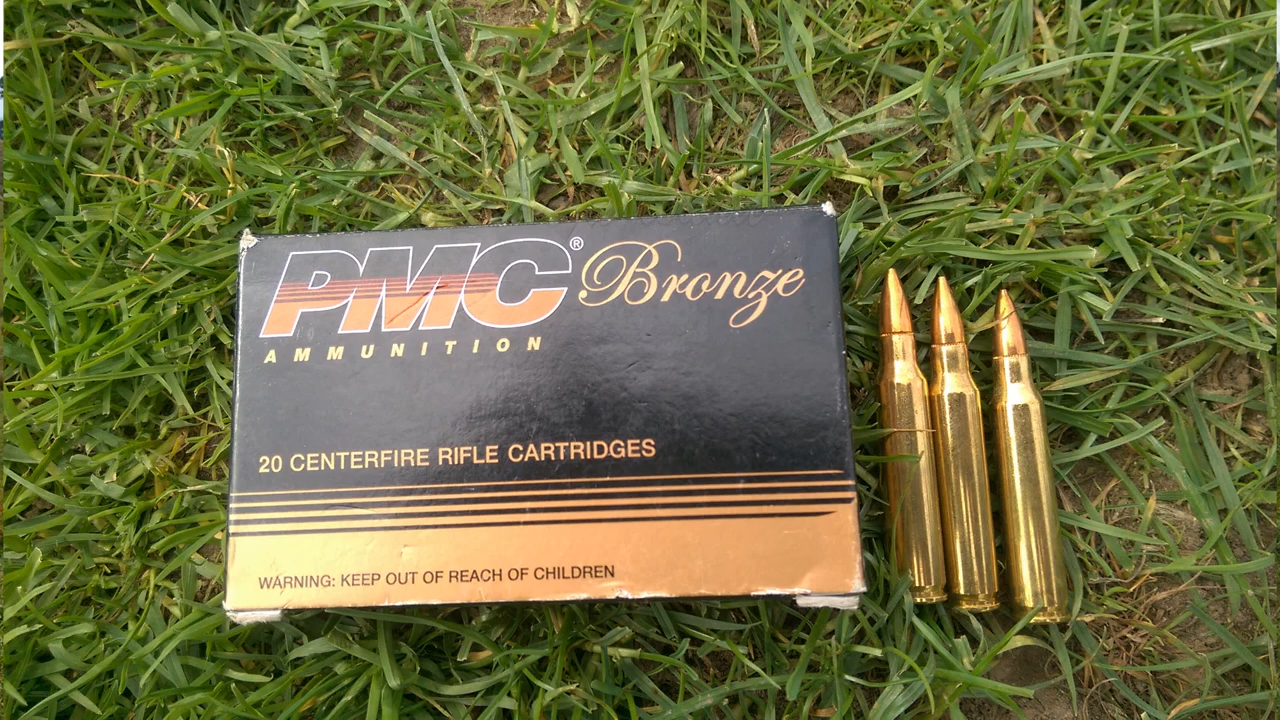 PMC® Bronze
AMMUNITION
20 CENTERFIRE RIFLE CARTRIDGES
WARNING: KEEP OUT OF REACH OF CHILDREN